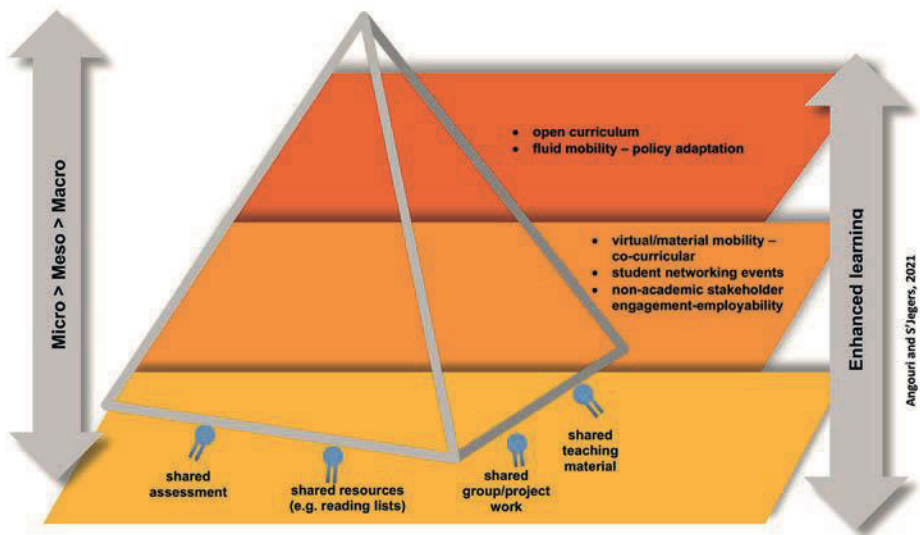 Micro > Meso > Macro
• open curriculum
• fluid mobility – policy adaptation
• virtual/material mobility –
co-curricular
• student networking events
• non-academic stakeholder
engagement-employability
shared
assessment
shared resources
(e.g. reading lists)
shared
group/project
work
shared
teaching
material
Enhanced learning
Angouri and S'Jegers, 2021